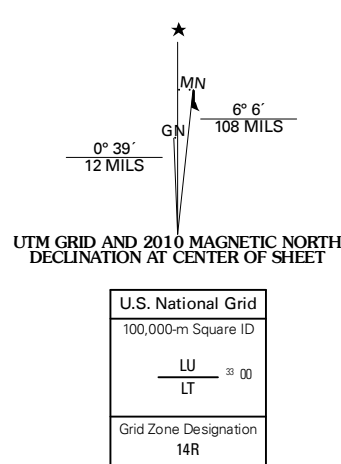 ★
MN
GN
6° 6´
108 MILS
0° 39´
12 MILS
UTM GRID AND 2010 MAGNETIC NORTH
DECLINATION AT CENTER OF SHEET
U.S. National Grid
100,000-m Square ID
LU
33 00
LT
Grid Zone Designation
14R